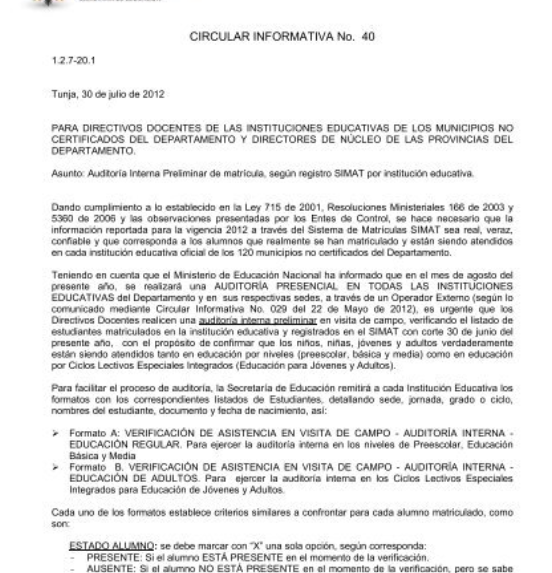 CIRCULAR INFORMATIVA No. 40
1.2.7-20.1
Tunja, 30 de julio de 2012
PARA DIRECTIVOS DOCENTES DE LAS INSTITUCIONES EDUCATIVAS DE LOS MUNICIPIOS NO
CERTIFICADOS DEL DEPARTAMENTO Y DIRECTORES DE NÚCLEO DE LAS PROVINCIAS DEL
DEPARTAMENTO.
Asunto: Auditoría Interna Preliminar de matrícula, según registro SIMAT por institución educativa.
Dando cumplimiento a lo establecido en la Ley 715 de 2001, Resoluciones Ministeriales 166 de 2003 y
5360 de 2006 y las observaciones presentadas por los Entes de Control, se hace necesario que la
información reportada para la vigencia 2012 a través del Sistema de Matrículas SIMAT sea real, veraz,
confiable y que corresponda a los alumnos que realmente se han matriculado y están siendo atendidos
en cada institución educativa oficial de los 120 municipios no certificados del Departamento.
Teniendo en cuenta que el Ministerio de Educación Nacional ha informado que en el mes de agosto del
presente año, se realizará una AUDITORÍA PRESENCIAL EN TODAS LAS INSTITUCIONES
EDUCATIVAS del Departamento y en sus respectivas sedes, a través de un Operador Externo (según lo
comunicado mediante Circular Informativa No. 029 del 22 de Mayo de 2012), es urgente que los
Directivos Docentes realicen una auditoría interna preliminar en visita de campo, verificando el listado de
estudiantes matriculados en la institución educativa y registrados en el SIMAT con corte 30 de junio del
presente año, con el propósito de confirmar que los niños, niñas, jóvenes y adultos verdaderamente
están siendo atendidos tanto en educación por niveles (preescolar, básica y media) como en educación
por Ciclos Lectivos Especiales Integrados (Educación para Jóvenes y Adultos).
Para facilitar el proceso de auditoría, la Secretaría de Educación remitirá a cada Institución Educativa los
formatos con los correspondientes listados de Estudiantes, detallando sede, jornada, grado o ciclo,
nombres del estudiante, documento y fecha de nacimiento, así:
➢ Formato A: VERIFICACIÓN DE ASISTENCIA EN VISITA DE CAMPO - AUDITORÍA INTERNA -
EDUCACIÓN REGULAR. Para ejercer la auditoría interna en los niveles de Preescolar, Educación
Básica y Media
➢ Formato B. VERIFICACIÓN DE ASISTENCIA EN VISITA DE CAMPO - AUDITORÍA INTERNA -
EDUCACIÓN DE ADULTOS. Para ejercer la auditoría interna en los Ciclos Lectivos Especiales
Integrados para Educación de Jóvenes y Adultos.
Cada uno de los formatos establece criterios similares a confrontar para cada alumno matriculado, como
son:
ESTADO ALUMNO: se debe marcar con "X" una sola opción, según corresponda:
- PRESENTE: Si el alumno ESTÁ PRESENTE en el momento de la verificación.
- AUSENTE: Si el alumno NO ESTÁ PRESENTE en el momento de la verificación, pero se sabe